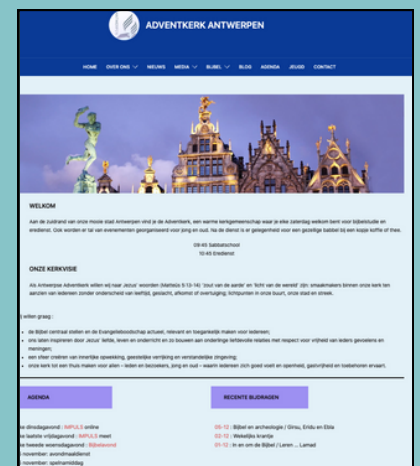 ADVENTKERK ANTWERPEN
HOME OVER ONS NIEUWS MEDIA BIJBEL BLOG AGENDA JEUGD CONTACT
WELKOM
Aan de zuidrand van onze mooie stad Antwerpen vind je de Adventkerk, een warme kerkgemeenschap waar je elke zaterdag welkom bent voor bijbelstudie en
eredienst. Ook worden er tal van evenementen georganiseerd voor jong en oud. Na de dienst is er gelegenheid voor een gezellige babbel bij een kopje koffie of thee.
09:45 Sabbatschool
10:45 Eredienst
ONZE KERKVISIE
Als Antwerpse Adventkerk willen wij naar Jezus' woorden (Matteüs 5:13-14) 'zout van de aarde' en 'licht van de wereld' zijn: smaakmakers binnen onze kerk ten
aanzien van iedereen zonder onderscheid van leeftijd, geslacht, afkomst of overtuiging; lichtpunten in onze buurt, onze stad en streek.
j willen graag :
de Bijbel centraal stellen en de Evangelieboodschap actueel, relevant en toegankelijk maken voor iedereen;
ons laten inspireren door Jezus' liefde, leven en onderricht en zo bouwen aan onderlinge liefdevolle relaties met respect voor vrijheid van ieders gevoelens en
meningen;
een sfeer creëren van innerlijke opwekking, geestelijke verrijking en verstandelijke zingeving;
onze kerk tot een thuis maken voor allen – leden en bezoekers, jong en oud – waarin iedereen zich goed voelt en openheid, gastvrijheid en toebehoren ervaart.
AGENDA
ke dinsdagavond : IMPULS online
ke laatste vrijdagavond : IMPULS meet
ke tweede woensdagavond : Bijbelavond
november: avondmaaldienst
november: spelnamiddag
RECENTE BIJDRAGEN
05-12 : Bijbel en archeologie / Girsu, Eridu en Ebla
03-12 : Wekelijks krantje
01-12 : In en om de Bijbel / Leren ... Lamad